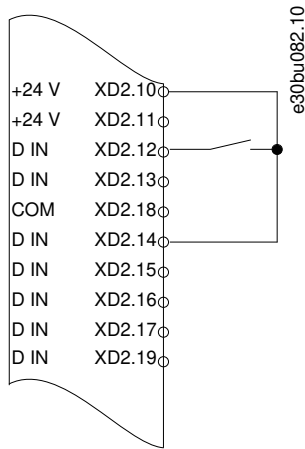 +24 V XD2.10
+24 V XD2.11
D IN XD2.12
D IN XD2.13
COM XD2.18
D IN XD2.14
D IN XD2.15
D IN XD2.16
D IN XD2.17
D IN XD2.19
e30bu082.10